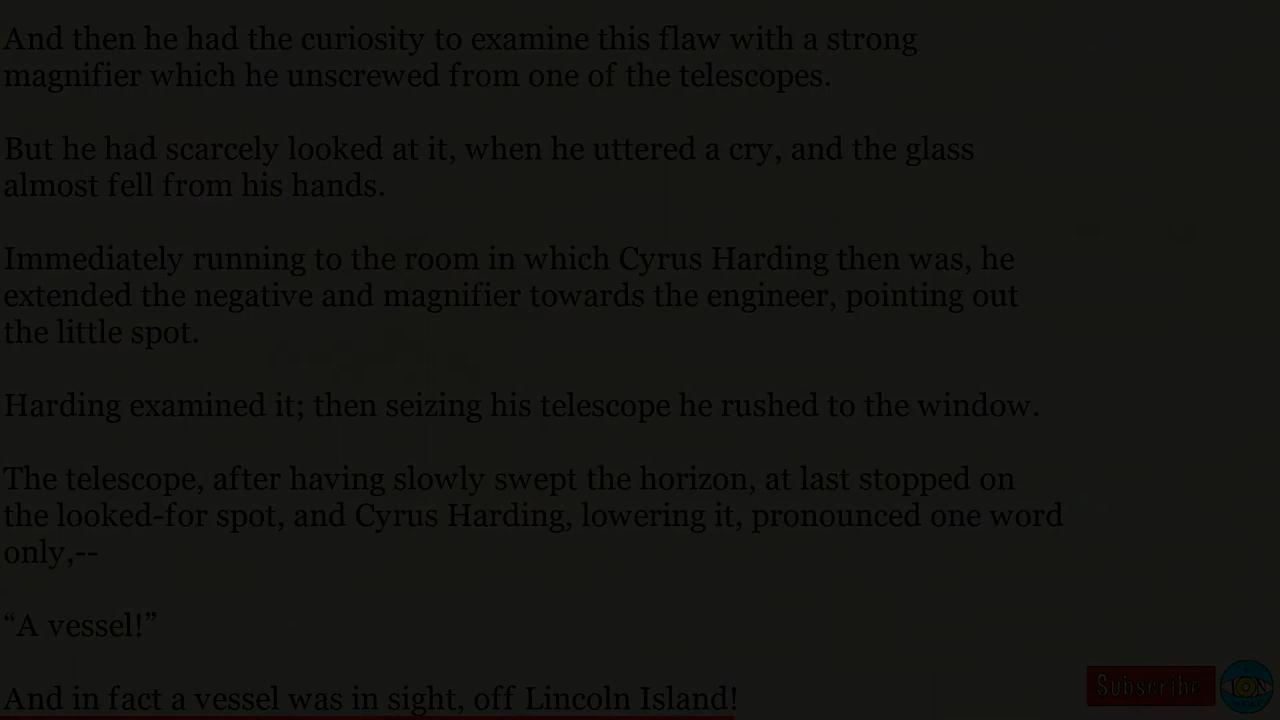 And then he had the curiosity to examine this flaw with a strong
magnifier which he unscrewed from one of the telescopes.
But he had scarcely looked at it, when he uttered a cry, and the glass
almost fell from his hands.
Immediately running to the room in which Cyrus Harding then was, he
extended the negative and magnifier towards the engineer, pointing out
the little spot.
Harding examined it; then seizing his telescope he rushed to the window.
The telescope, after having slowly swept the horizon, at last stopped on
the looked-for spot, and Cyrus Harding, lowering it, pronounced one word
only,--
“A vessel!”
And in fact a vessel was in sight, off Lincoln Island!
Subscribe